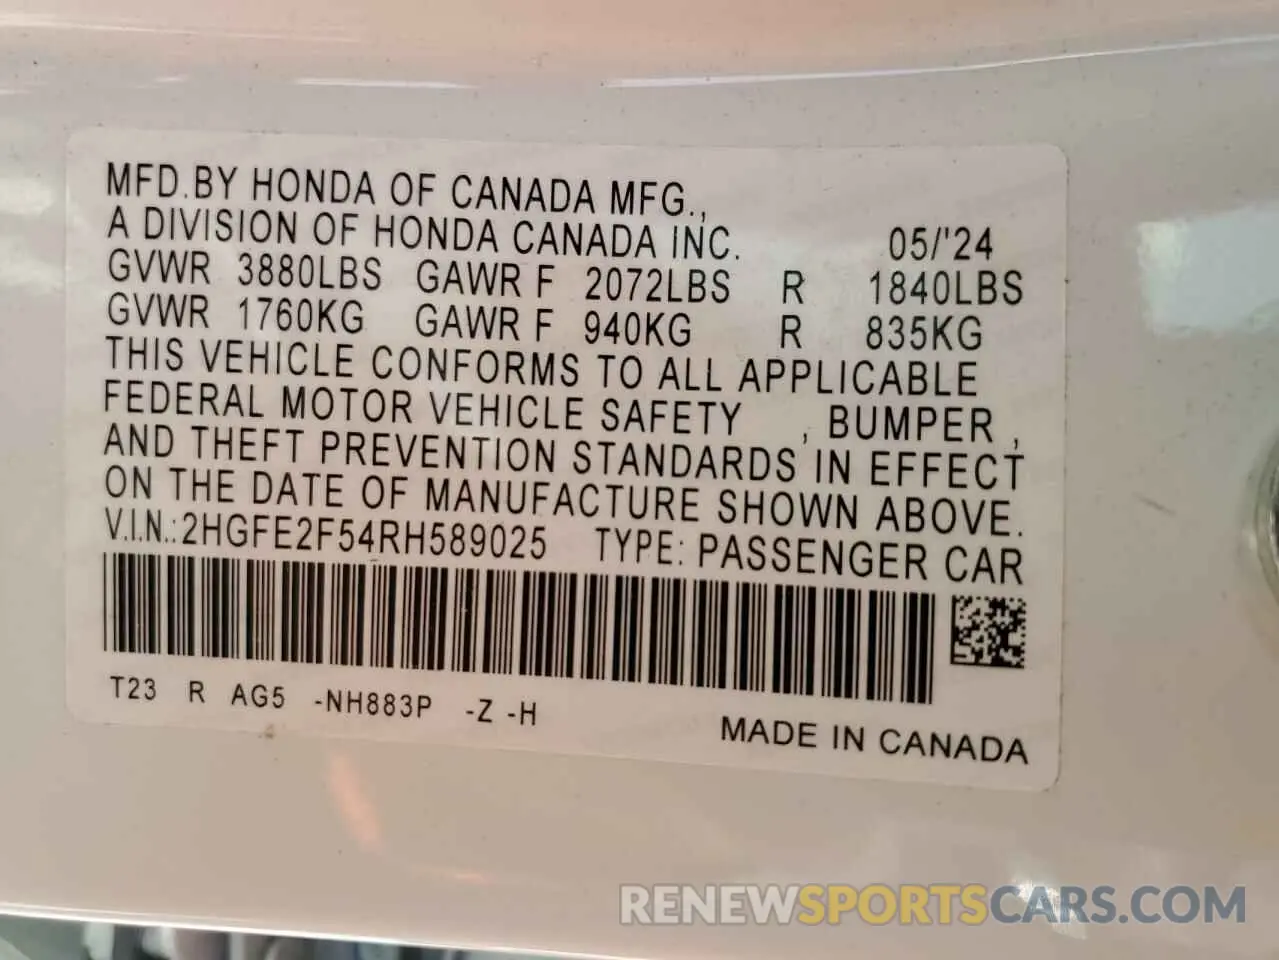 MFD.BY HONDA OF CANADA MFG.,
A DIVISION OF HONDA CANADA INC. 05/'24
GVWR 3880LBS GAWR F 2072LBS R 1840LBS
GVWR 1760KG GAWR F 940KG R 835KG
THIS VEHICLE CONFORMS TO ALL APPLICABLE
FEDERAL MOTOR VEHICLE SAFETY , BUMPER ,
AND THEFT PREVENTION STANDARDS IN EFFECT
ON THE DATE OF MANUFACTURE SHOWN ABOVE.
V.I.N.:2HGFE2F54RH589025 TYPE: PASSENGER CAR
T23 R AG5 -NH883P -Z -H
MADE IN CANADA
RENEWSPORTSCARS.COM